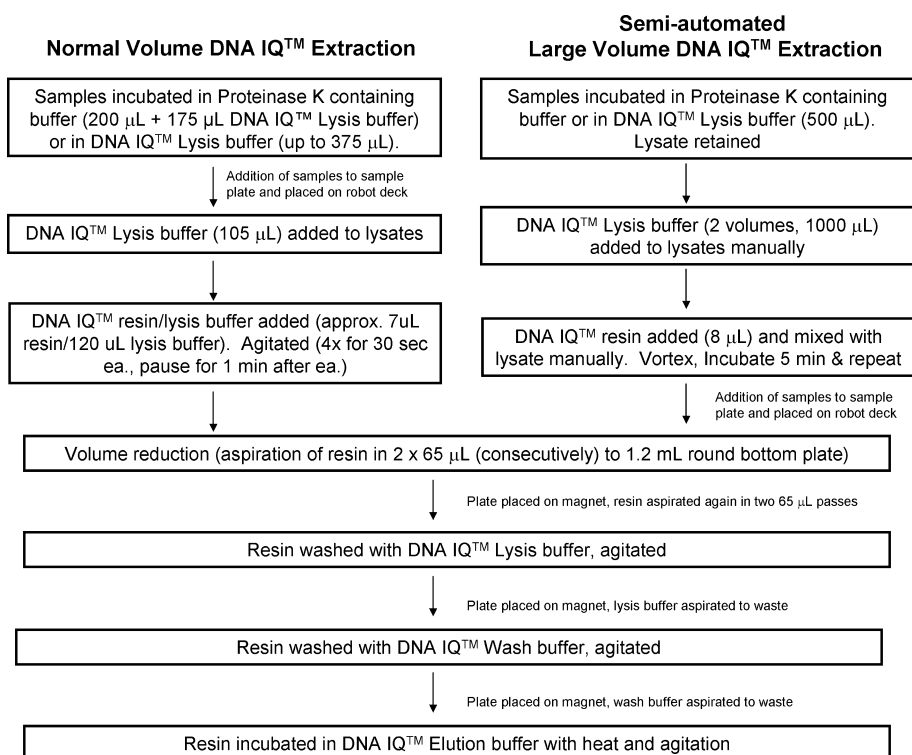 Normal Volume DNA IQ™ Extraction
Semi-automated
Large Volume DNA IQ™ Extraction
Samples incubated in Proteinase K containing
buffer (200 μL + 175 µL DNA IQ™ Lysis buffer)
or in DNA IQ™ Lysis buffer (up to 375 μL).
Samples incubated in Proteinase K containing
buffer or in DNA IQ™ Lysis buffer (500 μL).
Lysate retained
Addition of samples to sample
plate and placed on robot deck
DNA IQ™ Lysis buffer (105 μL) added to lysates
DNA IQ™ Lysis buffer (2 volumes, 1000 μL)
added to lysates manually
DNA IQ™ resin/lysis buffer added (approx. 7uL
resin/120 uL lysis buffer).  Agitated (4x for 30 sec
ea., pause for 1 min after ea.)
DNA IQ™ resin added (8 μL) and mixed with
lysate manually.  Vortex, Incubate 5 min & repeat
Addition of samples to sample
plate and placed on robot deck
Volume reduction (aspiration of resin in 2 x 65 μL (consecutively) to 1.2 mL round bottom plate)
Plate placed on magnet, resin aspirated again in two 65 μL passes
Resin washed with DNA IQ™ Lysis buffer, agitated
Plate placed on magnet, lysis buffer aspirated to waste
Resin washed with DNA IQ™ Wash buffer, agitated
Plate placed on magnet, wash buffer aspirated to waste
Resin incubated in DNA IQ™ Elution buffer with heat and agitation